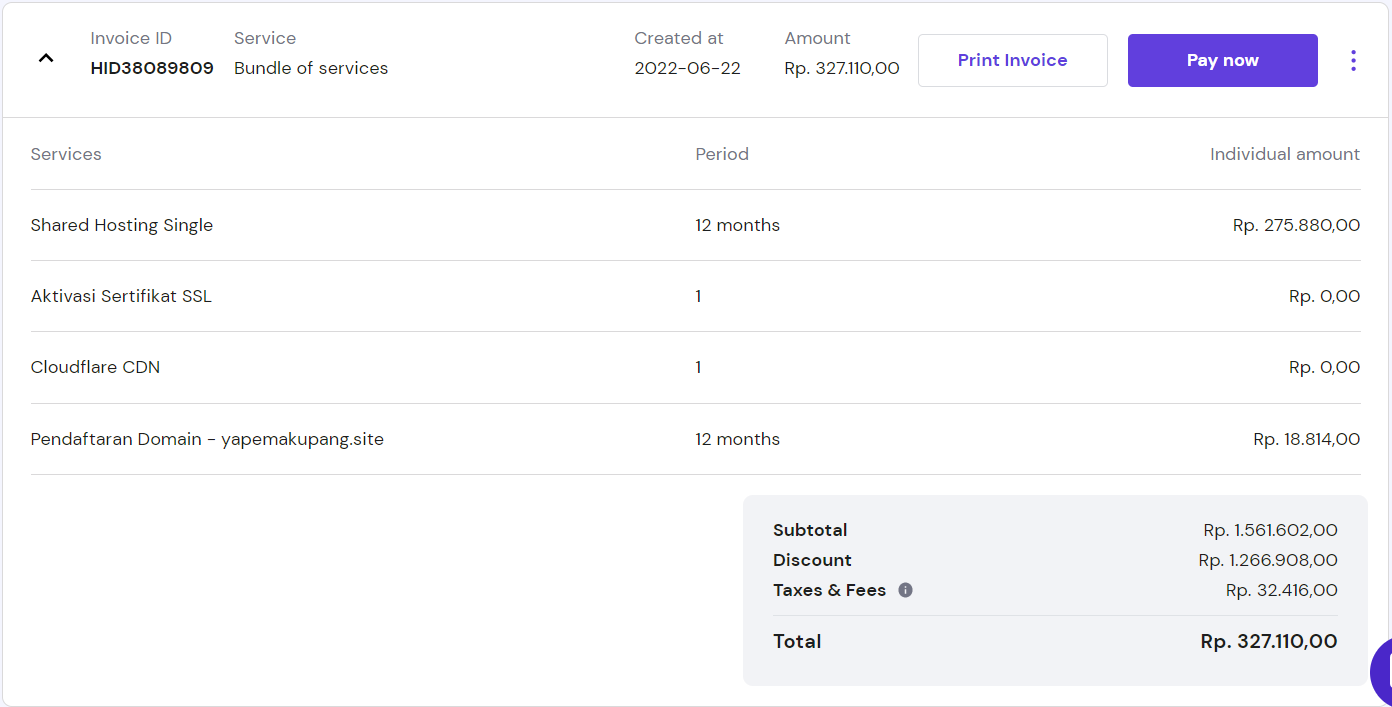 Invoice ID Service Created at Amount
HID38089809 Bundle of services 2022-06-22 Rp. 327.110,00 Print Invoice Pay now
Services Period Individual amount
Shared Hosting Single 12 months Rp. 275.880,00
Aktivasi Sertifikat SSL 1 Rp. 0,00
Cloudflare CDN 1 Rp. 0,00
Pendaftaran Domain - yapemakupang.site 12 months Rp. 18.814,00
Subtotal Rp. 1.561.602,00
Discount Rp. 1.266.908,00
Taxes & Fees Rp. 32.416,00
Total Rp. 327.110,00